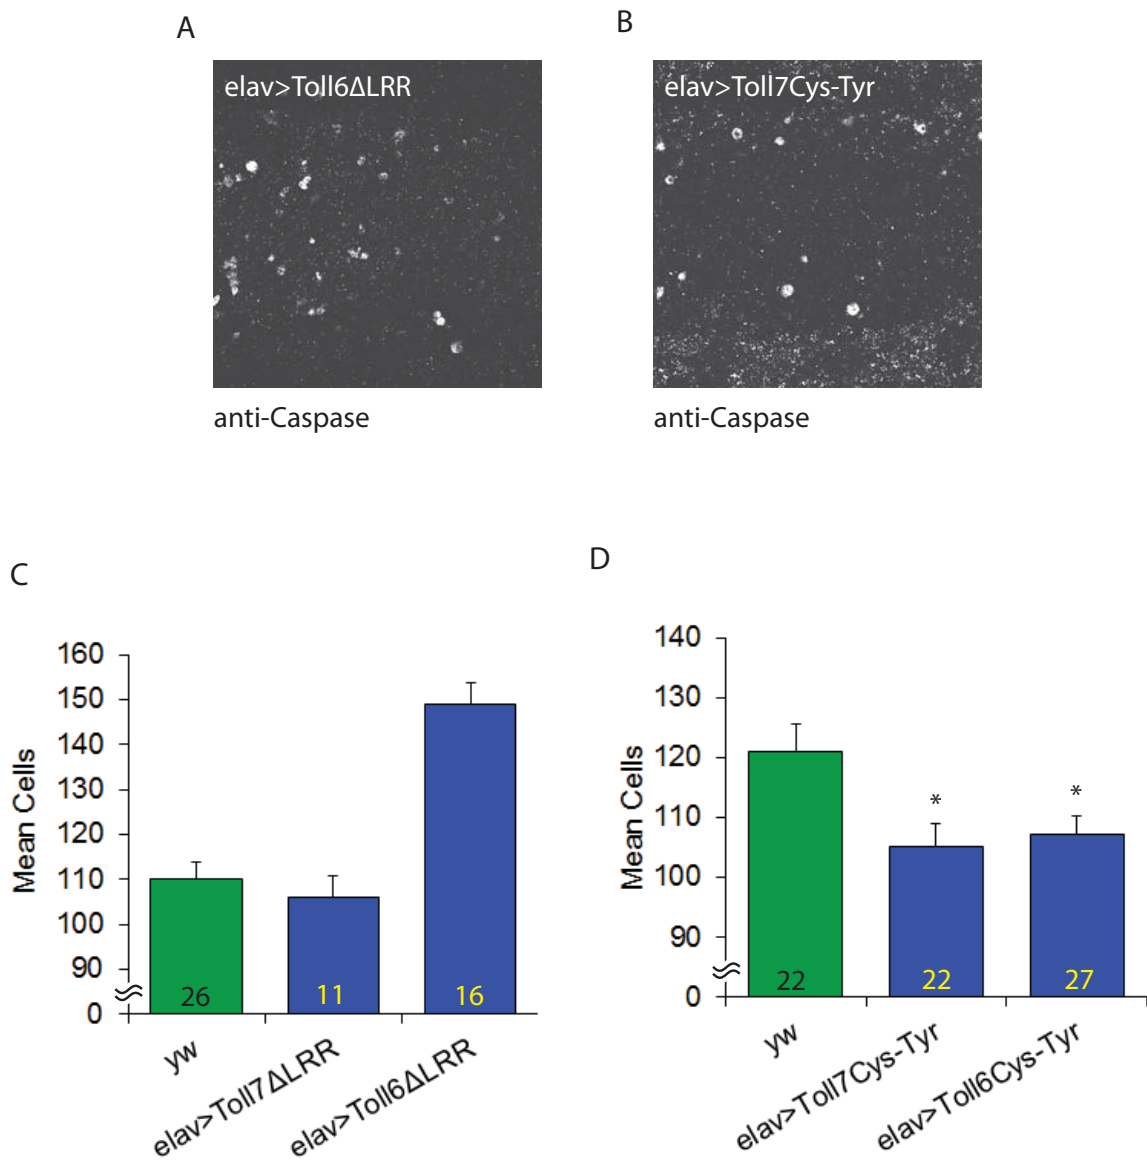 A
B
elav>Toll6ΔLRR
elav>Toll7Cys-Tyr
anti-Caspase
anti-Caspase
C
160
150
140
130
120
110
100
90
0
Mean Cells
26
11
16
yw
elav>Toll7ΔLRR
elav>Toll6ΔLRR
D
140
130
120
110
100
90
0
Mean Cells
*
*
22
22
27
yw
elav>Toll7Cys-Tyr
elav>Toll6Cys-Tyr